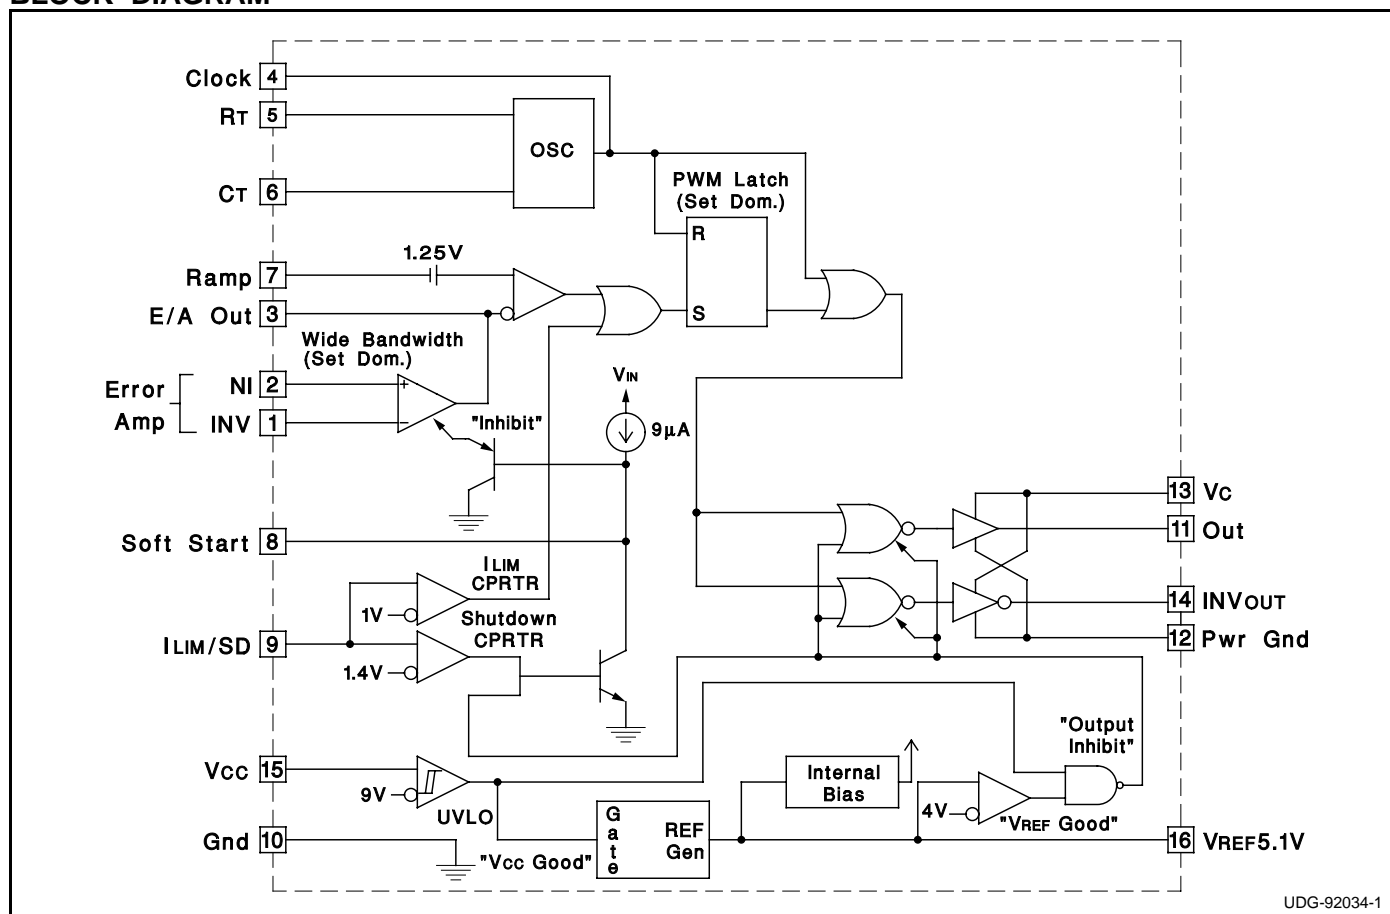 BLOCK DIAGRAM
Clock 4
RT 5
OSC
CT 6
PWM Latch
(Set Dom.)
R
S
1.25V
Ramp 7
E/A Out 3
Wide Bandwidth
(Set Dom.)
Error
Amp
NI 2
INV 1
+
–
"Inhibit"
VIN
9µA
13 VC
11 Out
Soft Start 8
ILIM
CPRTR
1V
Shutdown
CPRTR
14 INVOUT
12 Pwr Gnd
ILIM/SD 9
1.4V
"Output
Inhibit"
VCC 15
9V
UVLO
Internal
Bias
4V
"VREF Good"
Gnd 10
"VCC Good"
Gate
REF
Gen
16 VREF5.1V
UDG-92034-1